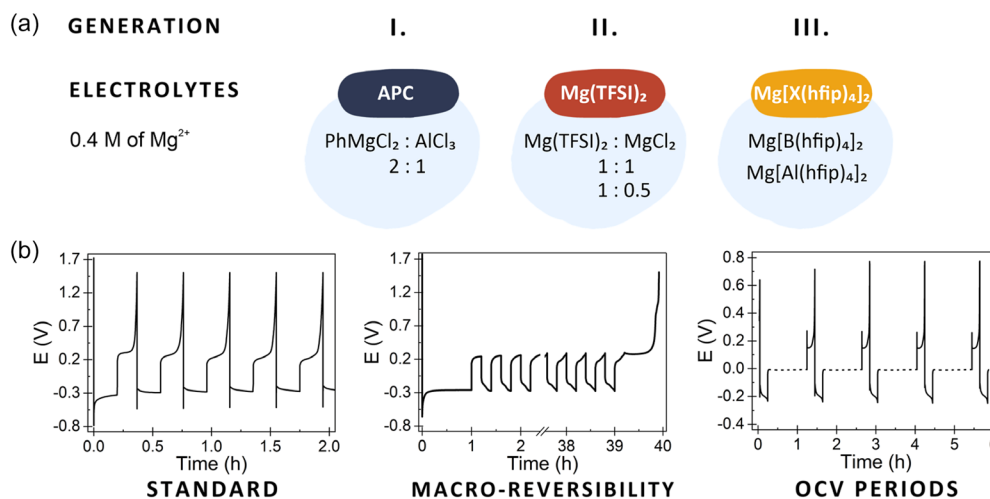 (a) GENERATION I. II. III.
ELECTROLYTES APC Mg(TFSI)₂ Mg[X(hfip)₄]₂
0.4 M of Mg²⁺ PhMgCl₂ : AlCl₃ Mg(TFSI)₂ : MgCl₂ Mg[B(hfip)₄]₂
2 : 1 1 : 1 Mg[Al(hfip)₄]₂
1 : 0.5
(b)
E (V)
1.7
1.2
0.7
0.2
-0.3
-0.8
0.0 0.5 1.0 1.5 2.0
Time (h)
STANDARD
E (V)
1.7
1.2
0.7
0.2
-0.3
-0.8
0 1 2 38 39 40
Time (h)
MACRO-REVERSIBILITY
E (V)
0.8
0.6
0.4
0.2
0.0
-0.2
-0.4
0 1 2 3 4 5 6
Time (h)
OCV PERIODS